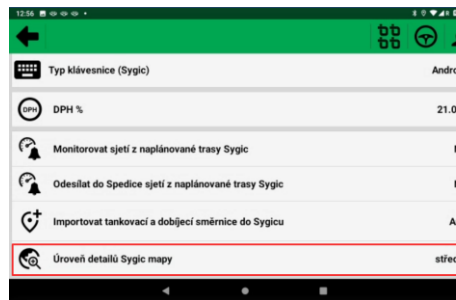 12:56
Typ klávesnice (Sygic) Andro
DPH DPH % 21.0
Monitorovat sjetí z naplánované trasy Sygic
Odesílat do Spedice sjetí z naplánované trasy Sygic
Importovat tankovací a dobíjecí směrnice do Sygicu A
Úroveň detailů Sygic mapy střed